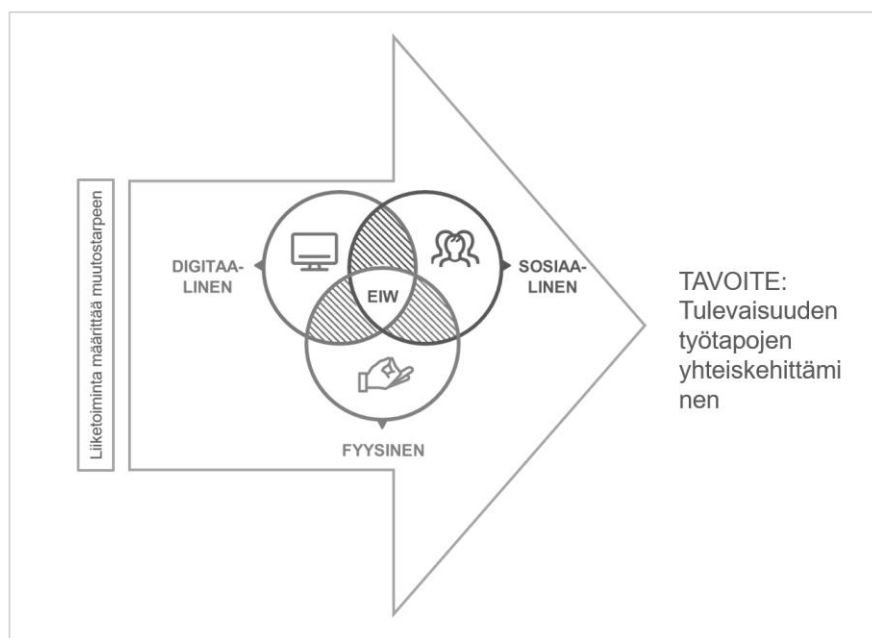 Liiketoiminta määrittää muutostarpeen
DIGITAA-
LINEN
EIW
SOSIAA-
LINEN
FYYSINEN
TAVOITE:
Tulevaisuuden
työtapojen
yhteiskehittämi
nen